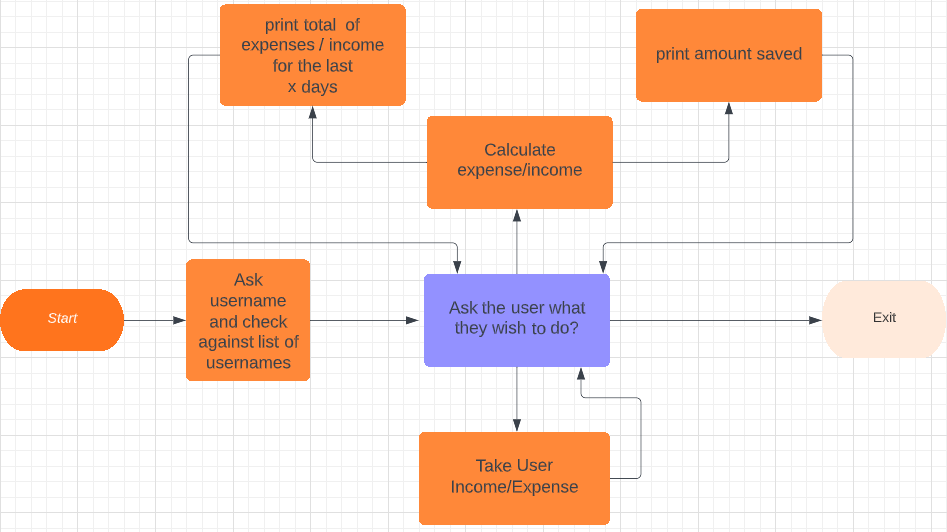 print total of
expenses / income
for the last
x days
print amount saved
Calculate
expense/income
Start
Ask
username
and check
against list of
usernames
Ask the user what
they wish to do?
Exit
Take User
Income/Expense